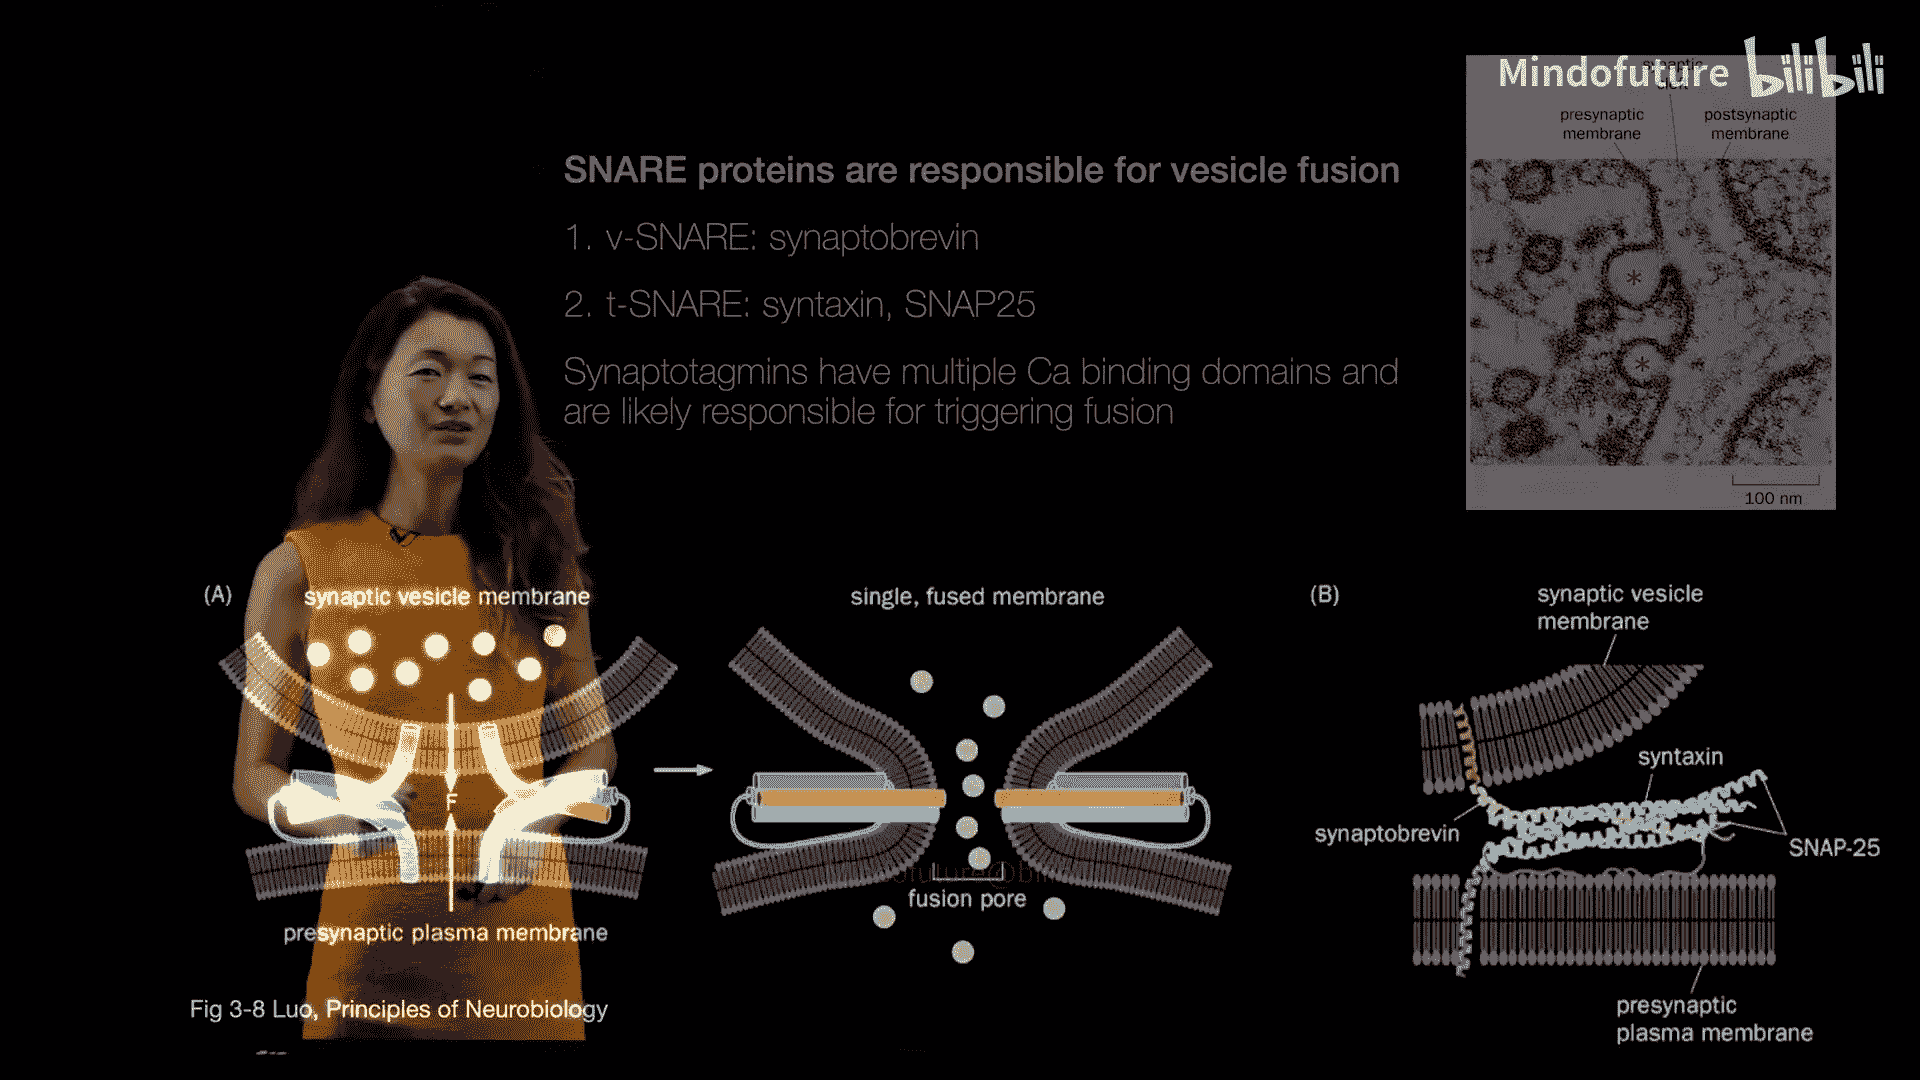 Mindofuture bilibili
synaptic
cleft
presynaptic
membrane
postsynaptic
membrane
SNARE proteins are responsible for vesicle fusion
1. v-SNARE: synaptobrevin
2. t-SNARE: syntaxin, SNAP25
Synaptotagmins have multiple Ca binding domains and
are likely responsible for triggering fusion
*
*
100 nm
(A)
synaptic vesicle membrane
F
presynaptic plasma membrane
single, fused membrane
fusion pore
(B)
synaptic vesicle
membrane
syntaxin
synaptobrevin
SNAP-25
presynaptic
plasma membrane
Fig 3-8 Luo, Principles of Neurobiology